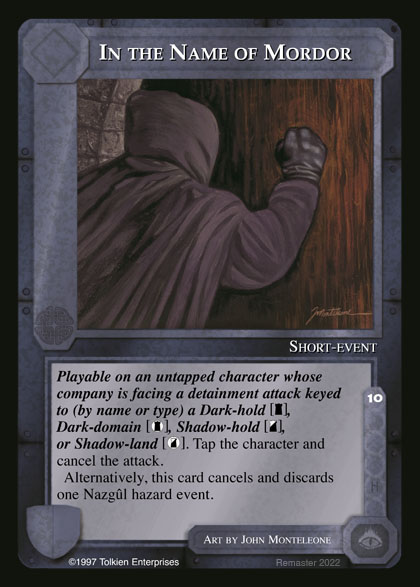 In the Name of Mordor
Short-event
Playable on an untapped character whose
company is facing a detainment attack keyed
to (by name or type) a Dark-hold [],
Dark-domain [], Shadow-hold [],
or Shadow-land []. Tap the character and
cancel the attack.
Alternatively, this card cancels and discards
one Nazgûl hazard event.
10
H
Art by John Monteleone
©1997 Tolkien Enterprises
Remaster 2022